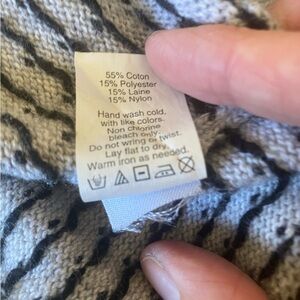 55% Coton
15% Polyester
15% Laine
15% Nylon
Hand wash cold,
with like colors.
Non chlorine
bleach only.
Do not wring or twist.
Lay flat to dry.
Warm iron as needed.